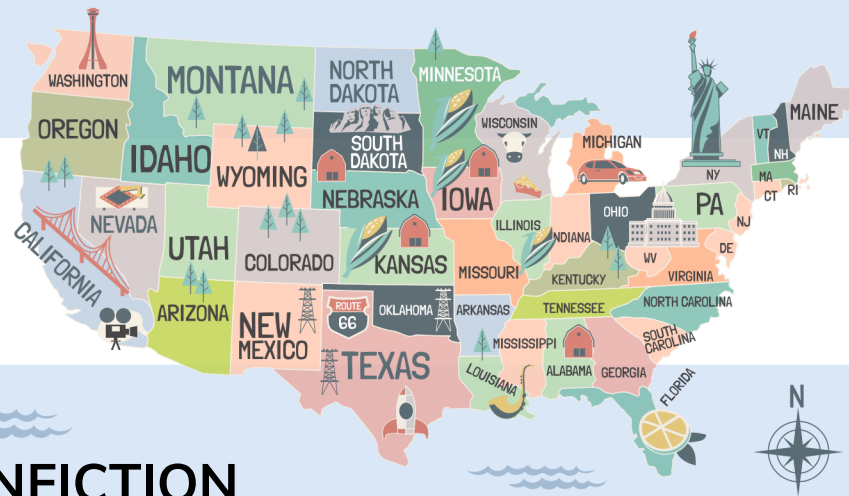 WASHINGTON
MONTANA
NORTH
DAKOTA
MINNESOTA
MAINE
OREGON
IDAHO
WYOMING
SOUTH
DAKOTA
WISCONSIN
MICHIGAN
VT
NH
NY
MA
CT
RI
NEVADA
NEBRASKA
IOWA
ILLINOIS
INDIANA
OHIO
PA
NJ
DE
CALIFORNIA
UTAH
COLORADO
KANSAS
MISSOURI
KENTUCKY
WV
VIRGINIA
ARIZONA
NEW
MEXICO
ROUTE
66
OKLAHOMA
ARKANSAS
TENNESSEE
NORTH CAROLINA
SOUTH
CAROLINA
TEXAS
LOUISIANA
MISSISSIPPI
ALABAMA
GEORGIA
FLORIDA
N
NFICTION